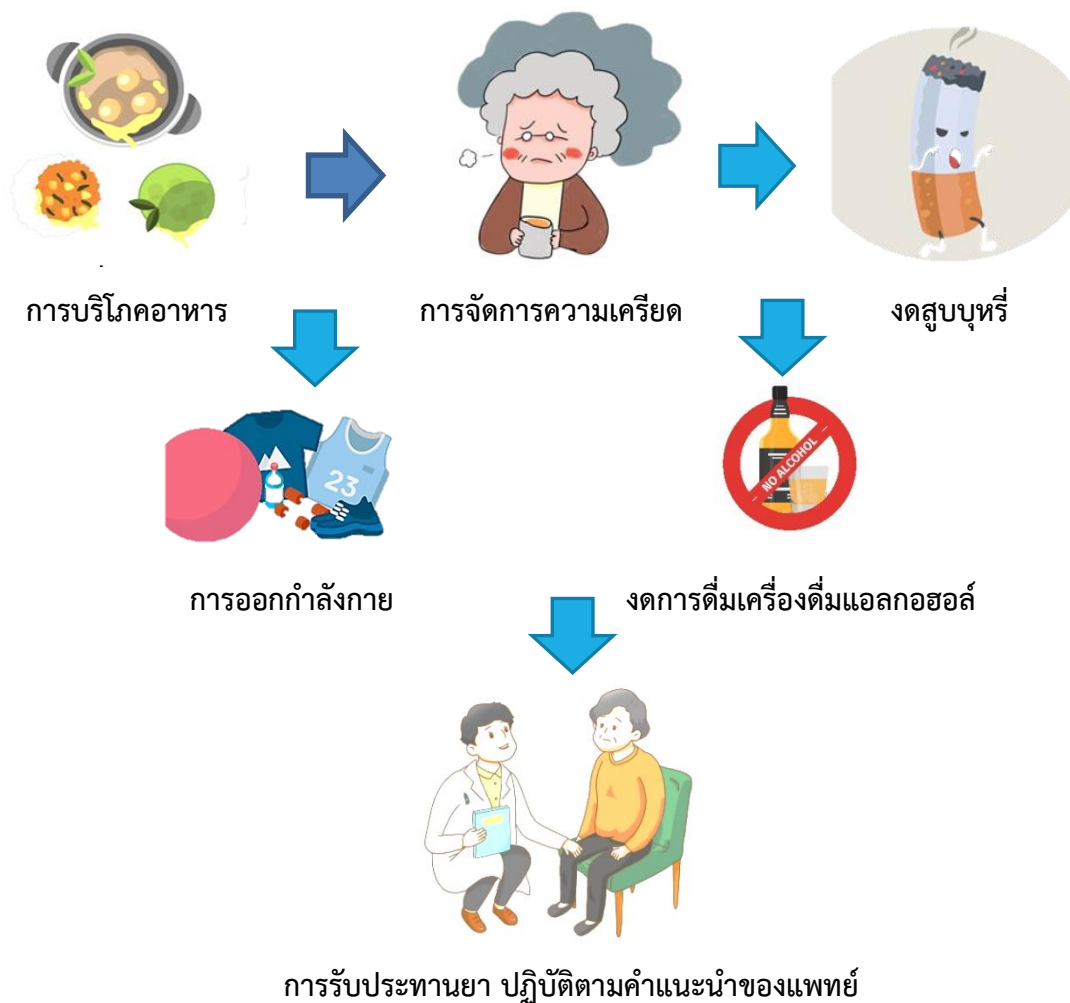 การบริโภคอาหาร
การจัดการความเครียด
งดสูบบุหรี่
23
NO ALCOHOL
การออกกำลังกาย
งดการดื่มเครื่องดื่มแอลกอฮอล์
การรับประทานยา ปฏิบัติตามคำแนะนำของแพทย์